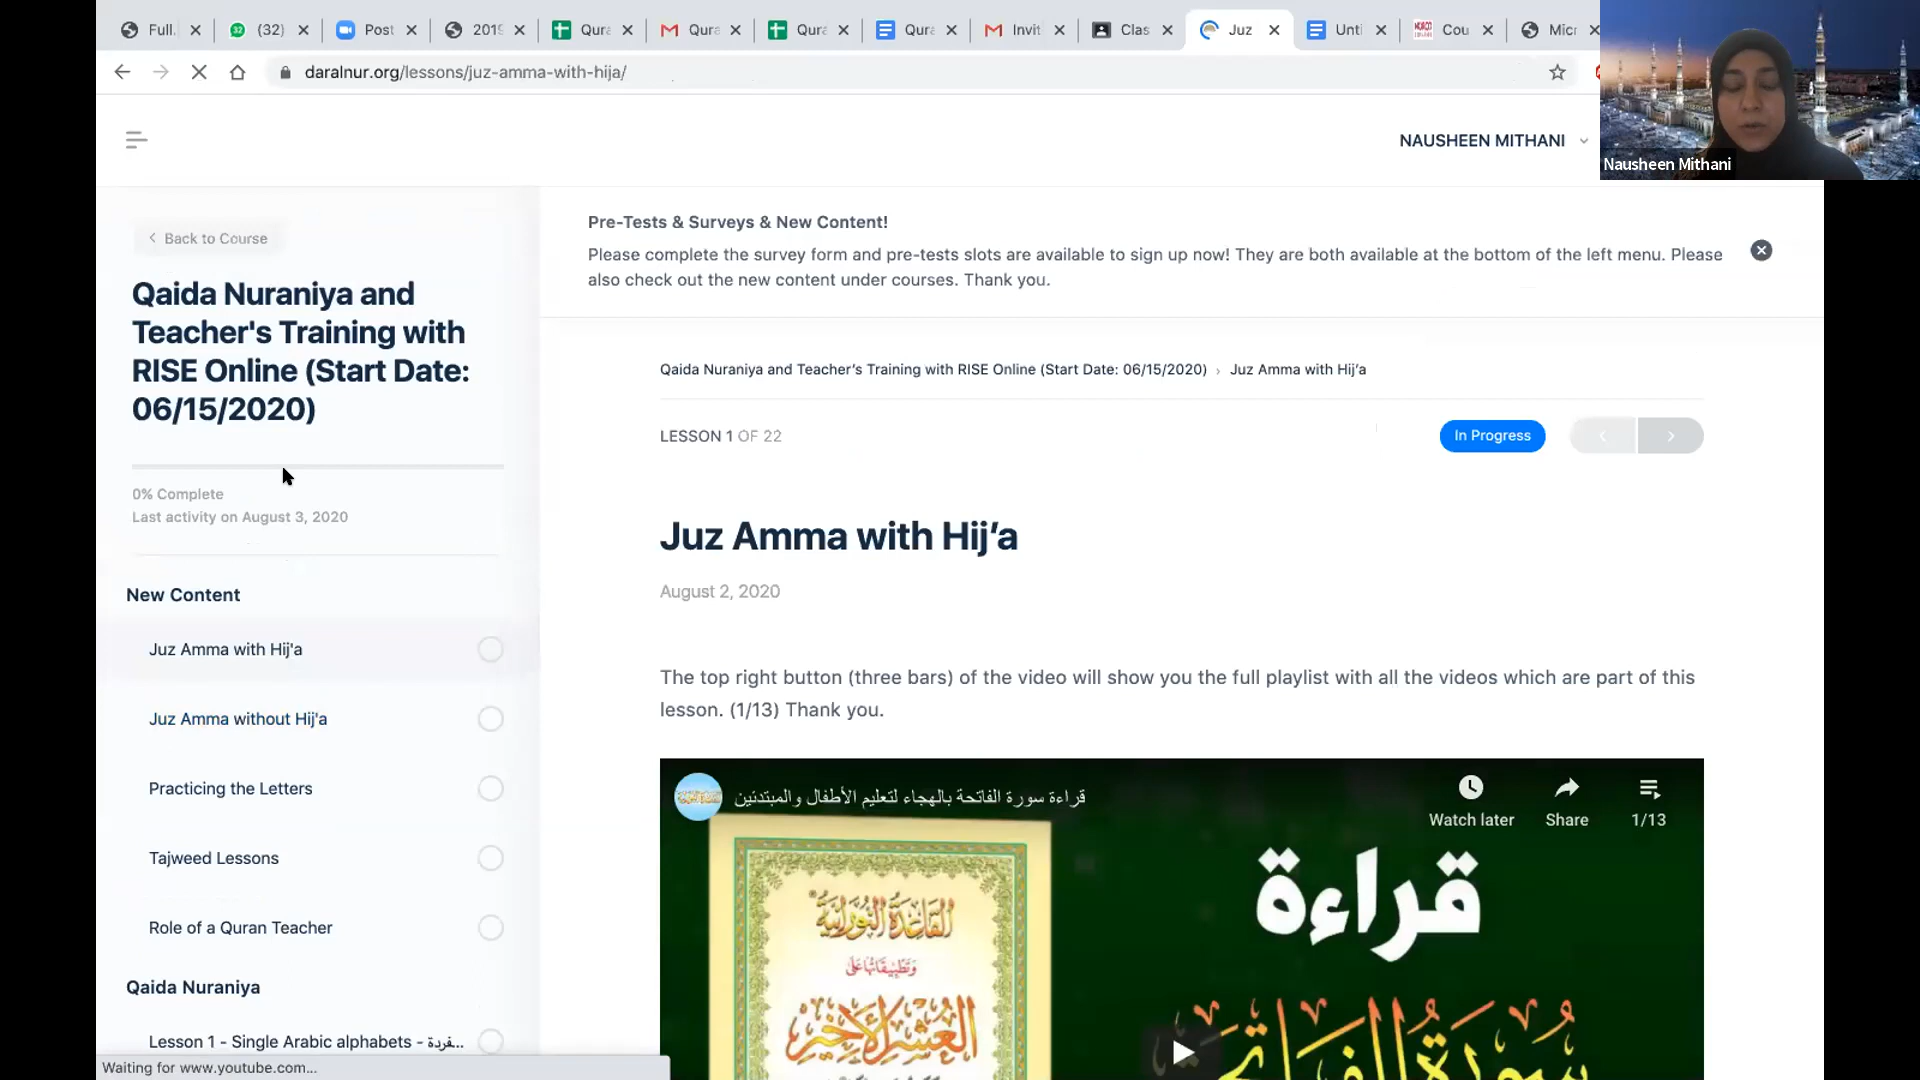 Full.
(32)
Post
2019
Qura
Qura
Qura
Qura
Invit
Clas
Juz
Unti
Cou
Micr
daralnur.org/lessons/juz-amma-with-hija/
NAUSHEEN MITHANI
Nausheen Mithani
Back to Course
Qaida Nuraniya and
Teacher's Training with
RISE Online (Start Date:
06/15/2020)
0% Complete
Last activity on August 3, 2020
New Content
Juz Amma with Hij'a
Juz Amma without Hij'a
Practicing the Letters
Tajweed Lessons
Role of a Quran Teacher
Qaida Nuraniya
Lesson 1 - Single Arabic alphabets - فردة...
Waiting for www.youtube.com...
Pre-Tests & Surveys & New Content!
Please complete the survey form and pre-tests slots are available to sign up now! They are both available at the bottom of the left menu. Please
also check out the new content under courses. Thank you.
Qaida Nuraniya and Teacher’s Training with RISE Online (Start Date: 06/15/2020) › Juz Amma with Hij’a
LESSON 1 OF 22
In Progress
Juz Amma with Hij’a
August 2, 2020
The top right button (three bars) of the video will show you the full playlist with all the videos which are part of this
lesson. (1/13) Thank you.
قراءة سورة الفاتحة بالهجاء لتعليم الأطفال والمبتدئين
Watch later
Share
1/13
القاعدة النورانية
وتطبيقاتها على
العشر الأخير
قراءة
سورة الفاتحة